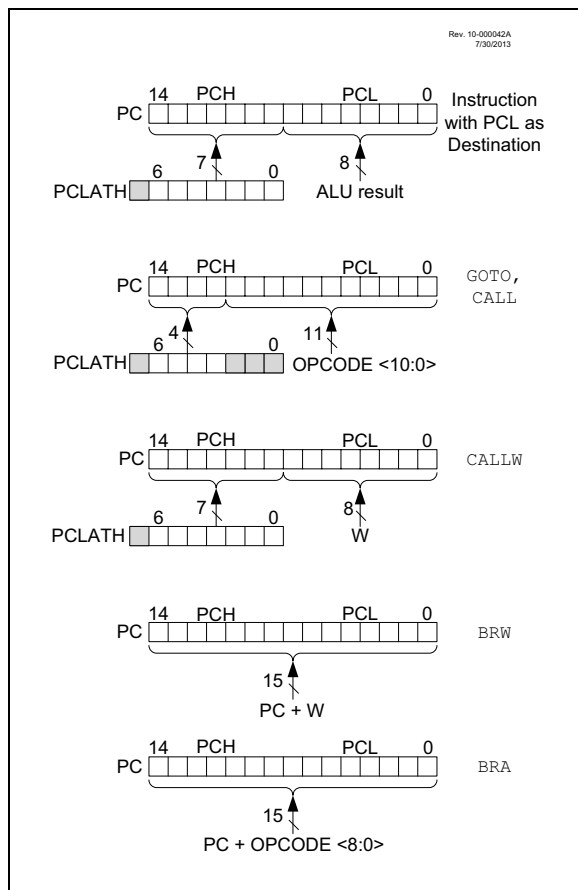 Rev. 10-000042A
7/30/2013
14 PCH PCL 0
PC
Instruction
with PCL as
Destination
7 8
6 0
PCLATH
ALU result
14 PCH PCL 0
PC
GOTO,
CALL
4 11
6 0
PCLATH
OPCODE <10:0>
14 PCH PCL 0
PC
CALLW
7 8
6 0
PCLATH
W
14 PCH PCL 0
PC
BRW
15
PC + W
14 PCH PCL 0
PC
BRA
15
PC + OPCODE <8:0>